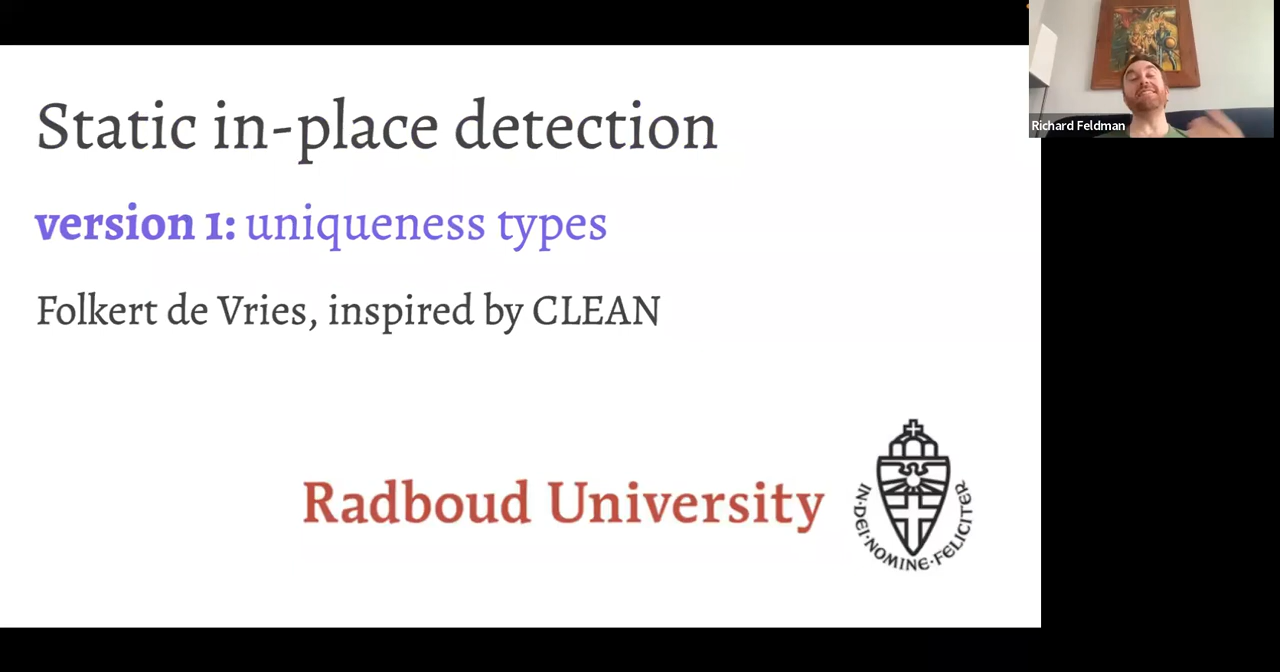 Static in-place detection
version 1: uniqueness types
Folkert de Vries, inspired by CLEAN
Radboud University
IN·DEI·NOMINE·FELICITER
Richard Feldman